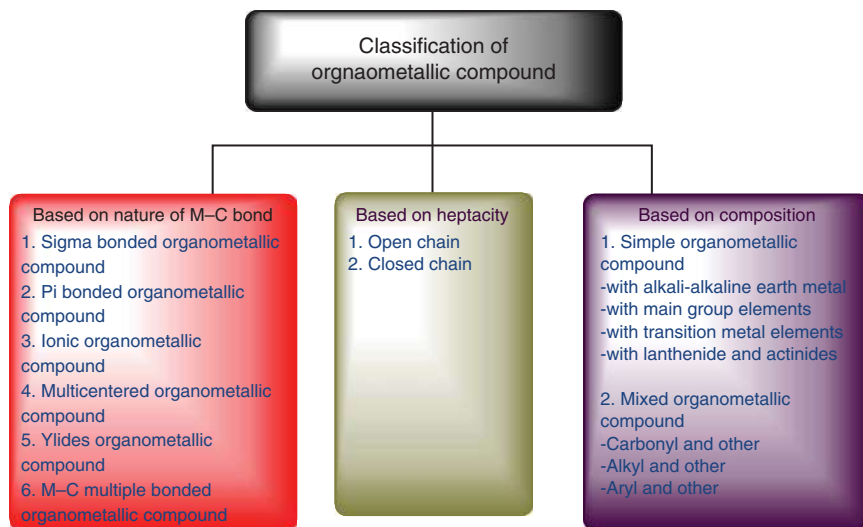 Classification of
orgnaometallic compound
Based on nature of M–C bond
1. Sigma bonded organometallic
compound
2. Pi bonded organometallic
compound
3. Ionic organometallic
compound
4. Multicentered organometallic
compound
5. Ylides organometallic
compound
6. M–C multiple bonded
organometallic compound
Based on heptacity
1. Open chain
2. Closed chain
Based on composition
1. Simple organometallic
compound
-with alkali-alkaline earth metal
-with main group elements
-with transition metal elements
-with lanthenide and actinides
2. Mixed organometallic
compound
-Carbonyl and other
-Alkyl and other
-Aryl and other